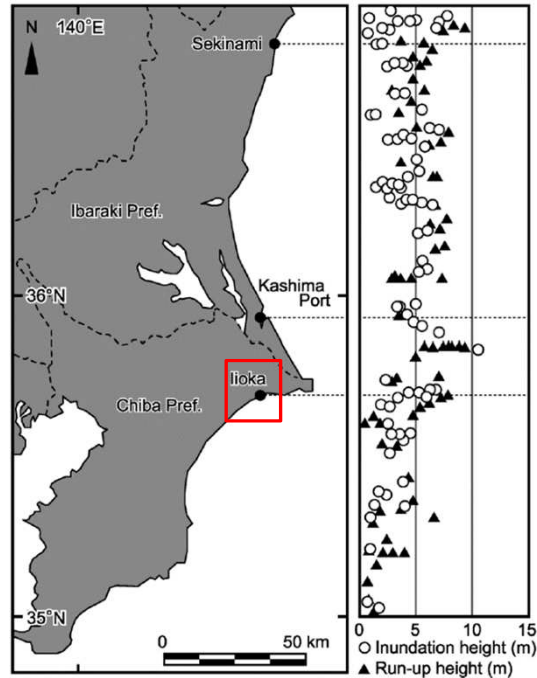 N
140°E
Sekinami
Ibaraki Pref.
36°N
Kashima
Port
Iioka
Chiba Pref.
35°N
0 50 km
0 5 10 15
Inundation height (m)
Run-up height (m)